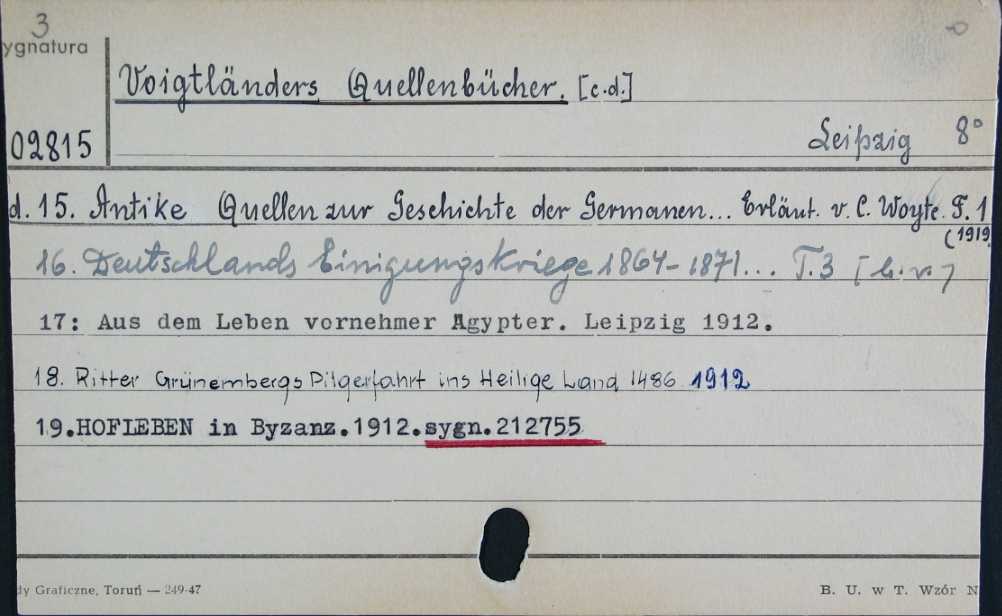 3
ygnatura
Voigtländers Quellenbücher. [c.d.]
02815
Leipzig 8°
d. 15. Antike Quellen zur Geschichte der Germanen... Erläut. v. C. Woyte. F. 1
(1919
16. Deutschlands Einigungskriege 1864-1871... T. 3 [b.r.]
17: Aus dem Leben vornehmer Agypter. Leipzig 1912.
18. Ritter Grünembergs Pilgerfahrt ins Heilige Land 1486 1912
19.HOFLEBEN in Byzanz.1912.sygn.212755
dy Graficzne, Toruń — 249-47
B. U. w T. Wzór N